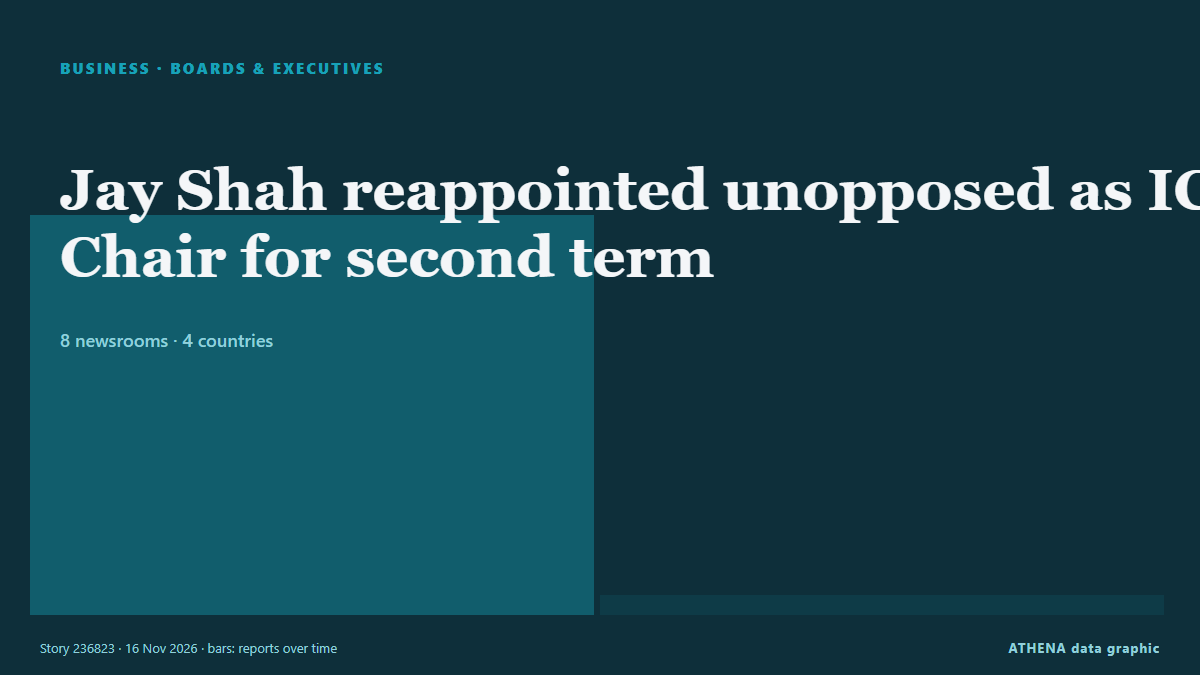 BUSINESS · BOARDS & EXECUTIVES
Jay Shah reappointed unopposed as
Chair for second term
8 newsrooms · 4 countries
Story 236823 · 16 Nov 2026 · bars: reports over time
ATHENA data graphic